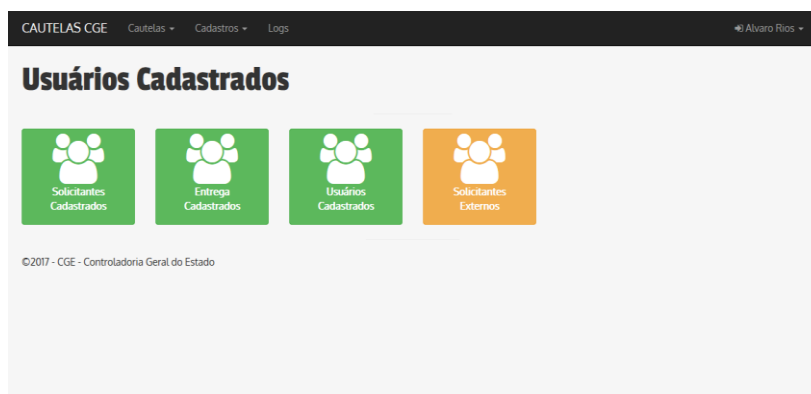 CAUTELAS CGE Cautelas Cadastros Logs Alvaro Rios
Usuários Cadastrados
Solicitantes
Cadastrados
Entrega
Cadastrados
Usuários
Cadastrados
Solicitantes
Externos
©2017 - CGE - Controladoria Geral do Estado